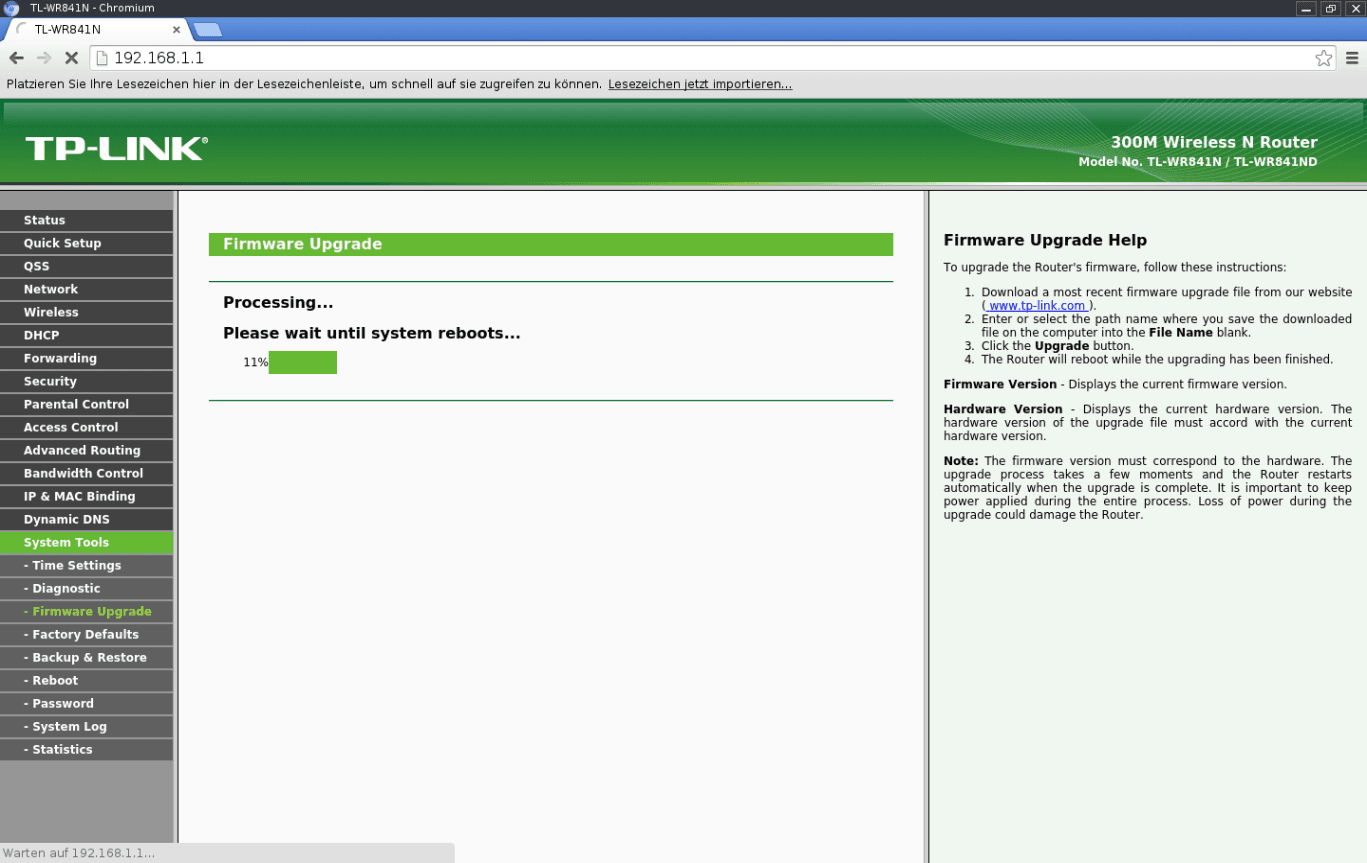 TL-WR841N - Chromium
TL-WR841N
192.168.1.1
Platzieren Sie Ihre Lesezeichen hier in der Lesezeichenleiste, um schnell auf sie zugreifen zu können. Lesezeichen jetzt importieren...
TP-LINK®
300M Wireless N Router
Model No. TL-WR841N / TL-WR841ND
Status
Quick Setup
QSS
Network
Wireless
DHCP
Forwarding
Security
Parental Control
Access Control
Advanced Routing
Bandwidth Control
IP & MAC Binding
Dynamic DNS
System Tools
- Time Settings
- Diagnostic
- Firmware Upgrade
- Factory Defaults
- Backup & Restore
- Reboot
- Password
- System Log
- Statistics
Firmware Upgrade
Processing...
Please wait until system reboots...
11%
Firmware Upgrade Help
To upgrade the Router's firmware, follow these instructions:
1. Download a most recent firmware upgrade file from our website
( www.tp-link.com ).
2. Enter or select the path name where you save the downloaded
file on the computer into the File Name blank.
3. Click the Upgrade button.
4. The Router will reboot while the upgrading has been finished.
Firmware Version - Displays the current firmware version.
Hardware Version - Displays the current hardware version. The
hardware version of the upgrade file must accord with the current
hardware version.
Note: The firmware version must correspond to the hardware. The
upgrade process takes a few moments and the Router restarts
automatically when the upgrade is complete. It is important to keep
power applied during the entire process. Loss of power during the
upgrade could damage the Router.
Warten auf 192.168.1.1...